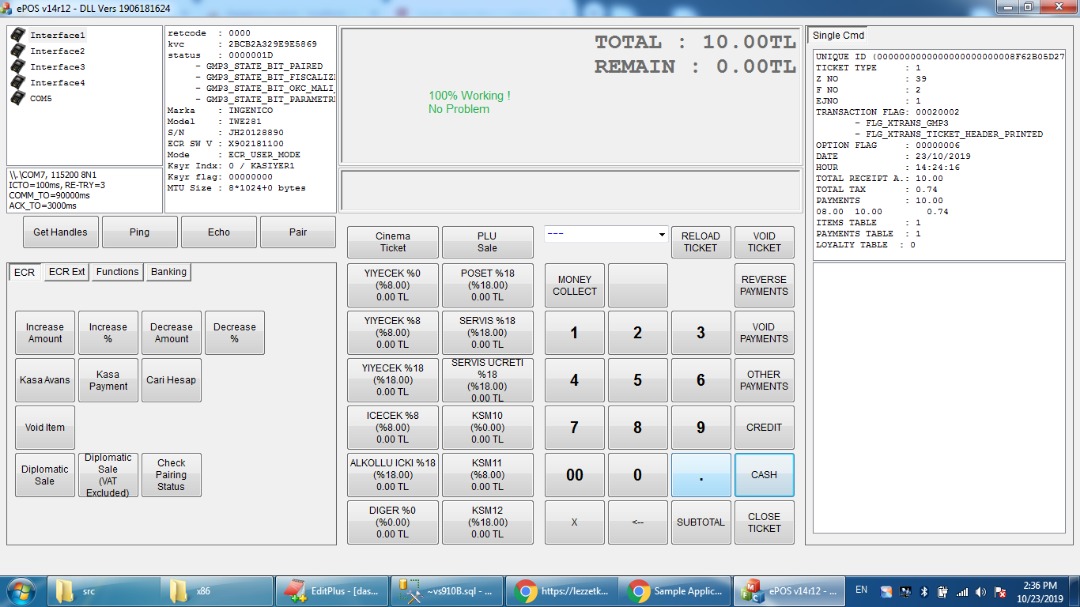 ePOS v14r12 - DLL Vers 1906181624
Interface1
Interface2
Interface3
Interface4
COM5
\\.\COM7, 115200 8N1
ICTO=100ms, RE-TRY=3
COMM_TO=90000ms
ACK_TO=3000ms
retcode : 0000
kvc : 2BCB2A329E9E5869
status : 0000001D
- GMP3_STATE_BIT_PAIRED
- GMP3_STATE_BIT_FISCALIZ
- GMP3_STATE_BIT_OKC_MALI_
- GMP3_STATE_BIT_PARAMETR
Marka : INGENICO
Model : IWE281
S/N : JH20128890
ECR SW V : X902181100
Mode : ECR_USER_MODE
Ksyr Indx: 0 / KASIYER1
Ksyr flag: 00000000
MTU Size : 8*1024+0 bytes
TOTAL : 10.00TL
REMAIN : 0.00TL
100% Working !
No Problem
Single Cmd
UNIQUE ID (0000000000000000000000008F62B05D27
TICKET TYPE : 1
Z NO : 39
F NO : 2
EJNO : 1
TRANSACTION FLAG: 00020002
- FLG_XTRANS_GMP3
- FLG_XTRANS_TICKET_HEADER_PRINTED
OPTION FLAG : 00000006
DATE : 23/10/2019
HOUR : 14:24:16
TOTAL RECEIPT A.: 10.00
TOTAL TAX : 0.74
PAYMENTS : 10.00
08.00 10.00 0.74
ITEMS TABLE : 1
PAYMENTS TABLE : 1
LOYALTY TABLE : 0
Get Handles
Ping
Echo
Pair
ECR
ECR Ext
Functions
Banking
Increase
Amount
Increase
%
Decrease
Amount
Decrease
%
Kasa Avans
Kasa
Payment
Cari Hesap
Void Item
Diplomatic
Sale
Diplomatic
Sale
(VAT
Excluded)
Check
Pairing
Status
Cinema
Ticket
PLU
Sale
---
RELOAD
TICKET
VOID
TICKET
YIYECEK %0
(%8.00)
0.00 TL
POSET %18
(%18.00)
0.00 TL
MONEY
COLLECT
REVERSE
PAYMENTS
YIYECEK %8
(%8.00)
0.00 TL
SERVIS %18
(%18.00)
0.00 TL
1
2
3
VOID
PAYMENTS
YIYECEK %18
(%18.00)
0.00 TL
SERVIS UCRETI
%18
(%18.00)
0.00 TL
4
5
6
OTHER
PAYMENTS
ICECEK %8
(%8.00)
0.00 TL
KSM10
(%0.00)
0.00 TL
7
8
9
CREDIT
ALKOLLU ICKI %18
(%18.00)
0.00 TL
KSM11
(%8.00)
0.00 TL
00
0
.
CASH
DIGER %0
(%0.00)
0.00 TL
KSM12
(%18.00)
0.00 TL
X
<--
SUBTOTAL
CLOSE
TICKET
src
x86
EditPlus - [das...
~vs910B.sql - ...
https://lezzetk...
Sample Applic...
ePOS v14r12 - ...
EN
2:36 PM
10/23/2019